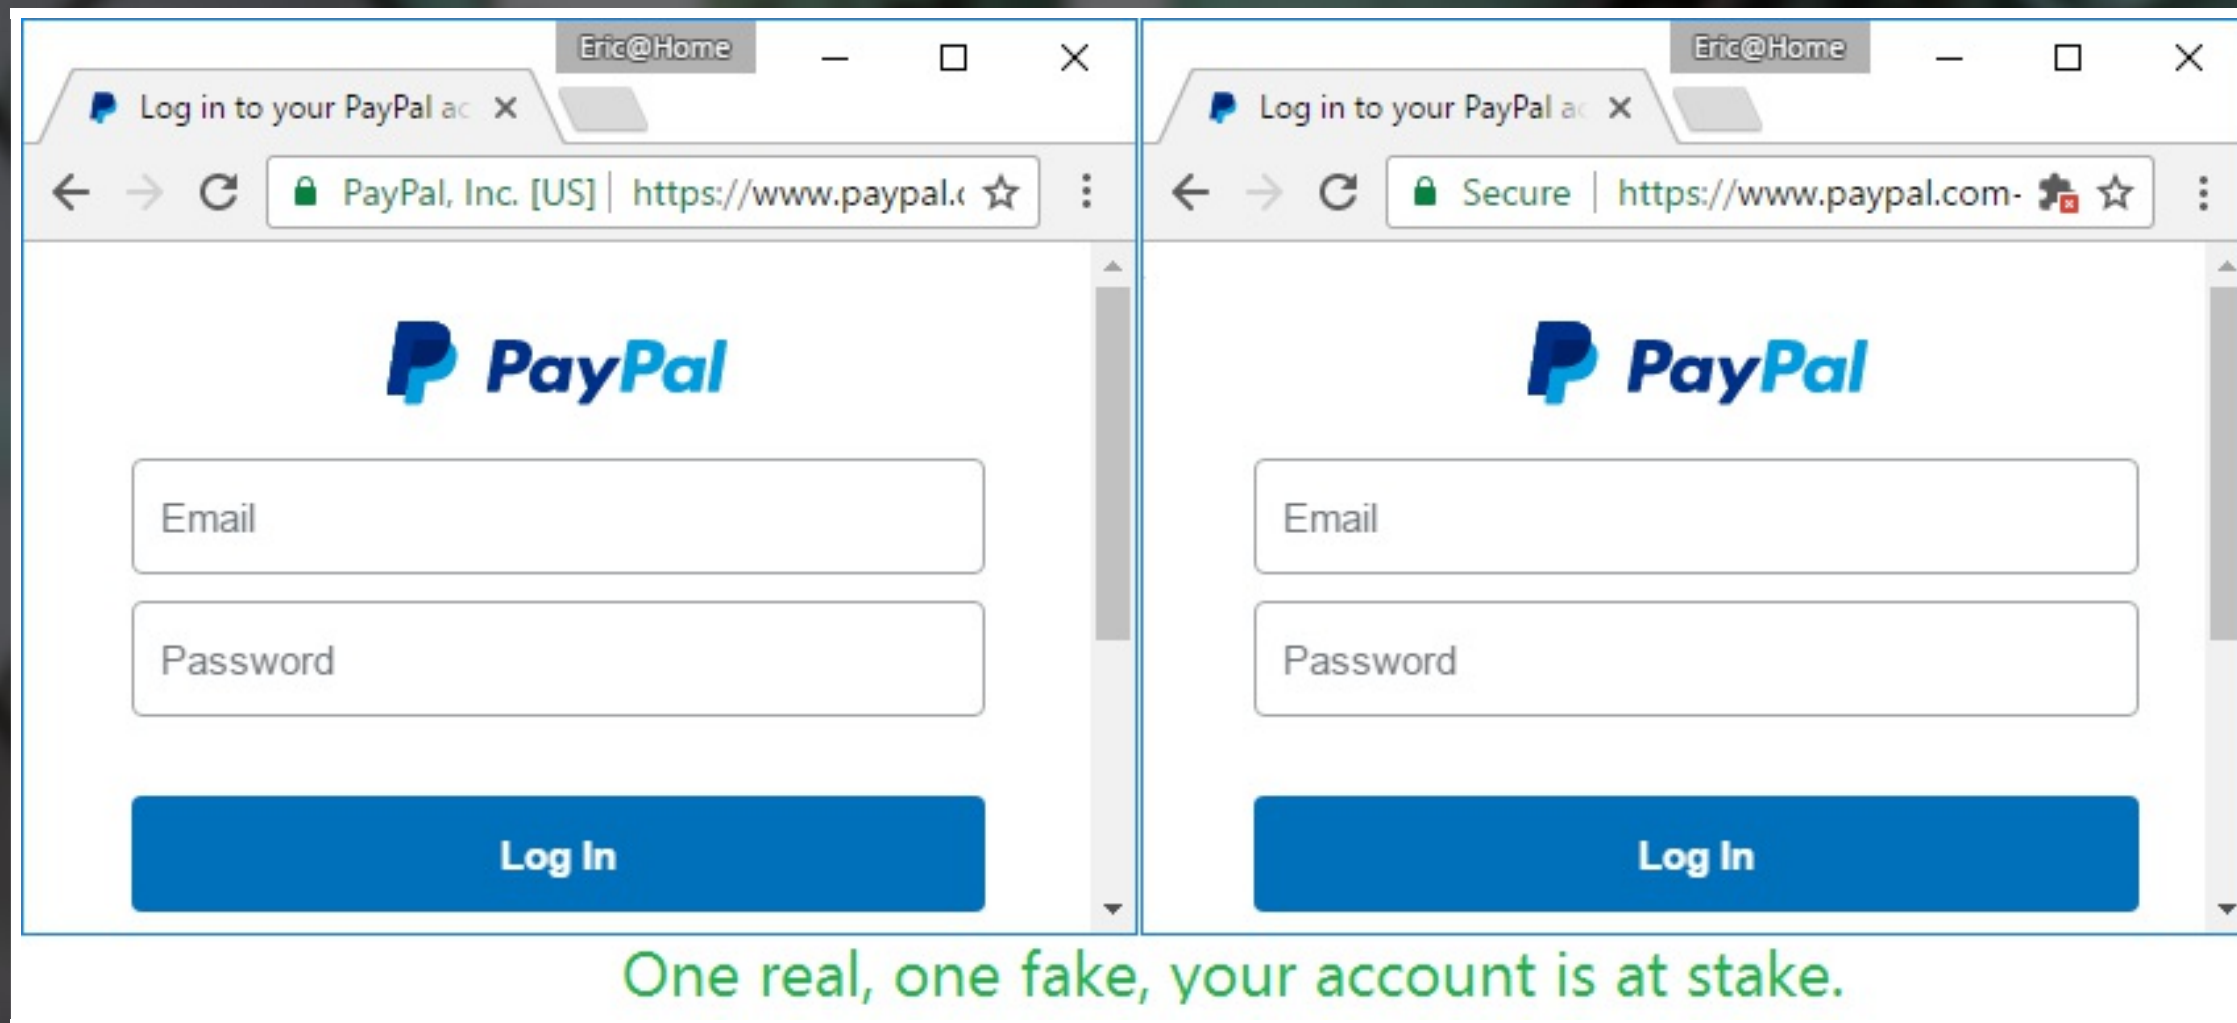 Eric@Home
Log in to your PayPal ac
PayPal, Inc. [US] https://www.paypal.c
PayPal
Email
Password
Log In
Eric@Home
Log in to your PayPal ac
Secure https://www.paypal.com-
PayPal
Email
Password
Log In
One real, one fake, your account is at stake.